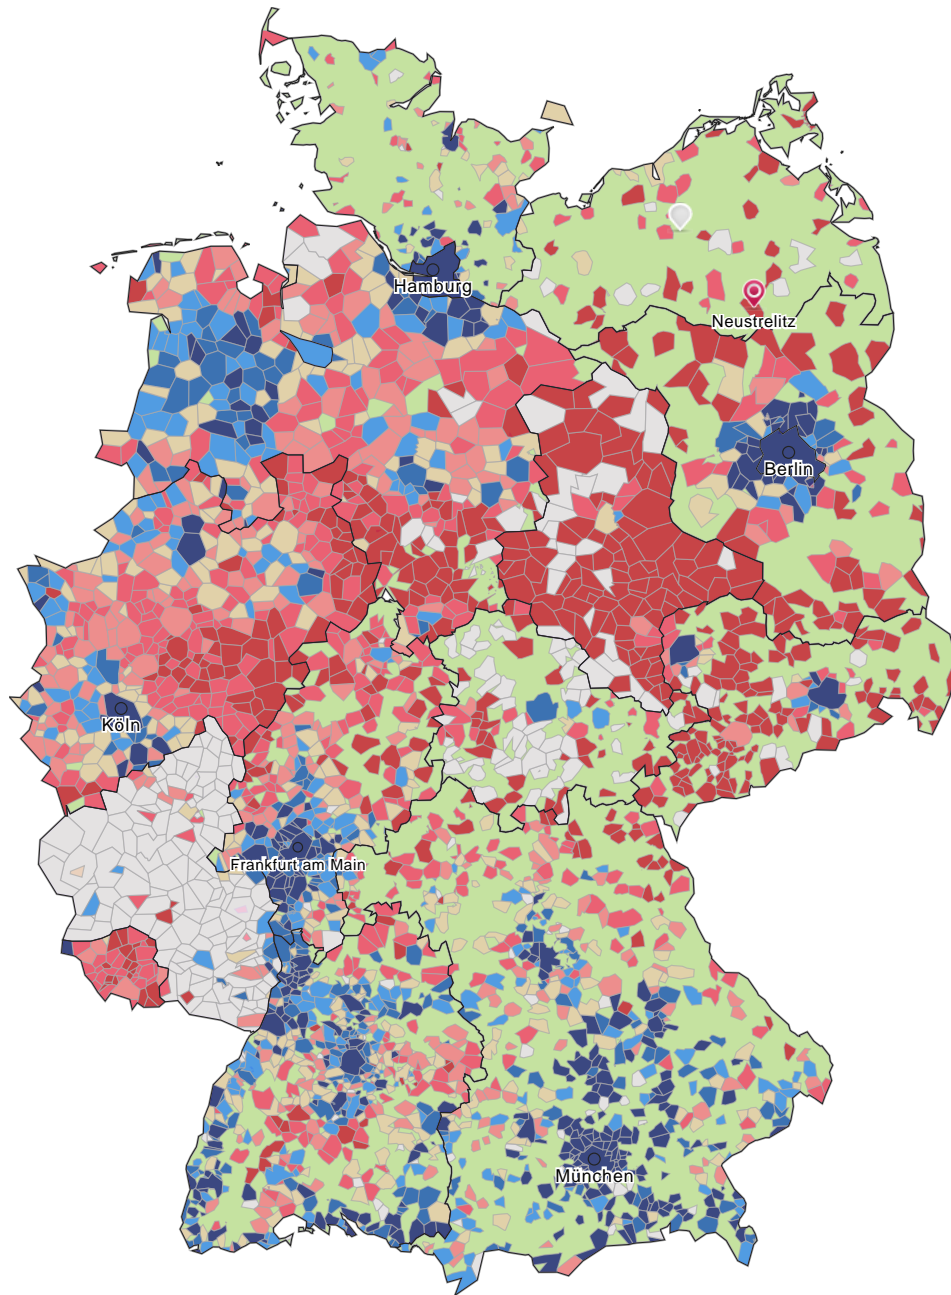 Hamburg
Neustrelitz
Berlin
Köln
Frankfurt am Main
München